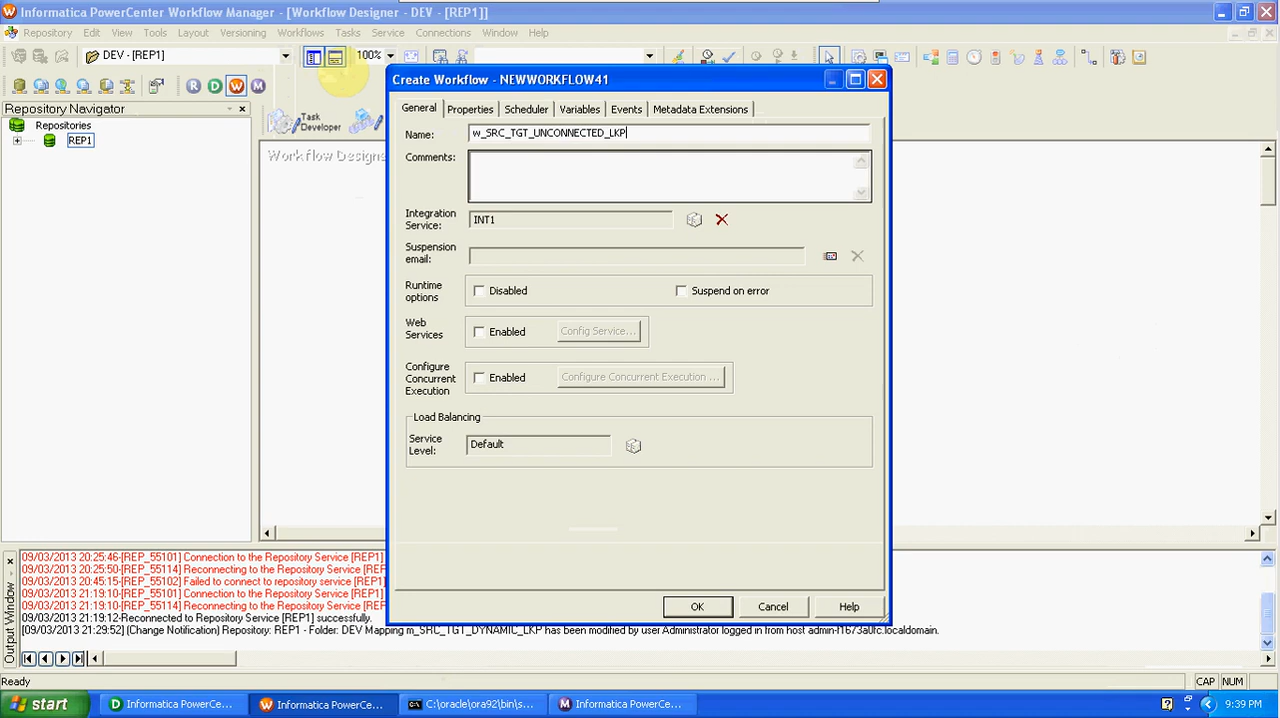 Informatica PowerCenter Workflow Manager - [Workflow Designer - DEV - [REP1]]
Repository Edit View Tools Layout Versioning Workflows Tasks Service Connections Window Help
DEV - [REP1] 100%
R D W M
Repository Navigator
Repositories
REP1
Task
Developer
Workflow Designe
Create Workflow - NEWWORKFLOW41
General Properties Scheduler Variables Events Metadata Extensions
Name: w_SRC_TGT_UNCONNECTED_LKP
Comments:
Integration
Service: INT1
Suspension
email:
Runtime
options Disabled Suspend on error
Web
Services Enabled Config Service...
Configure
Concurrent
Execution Enabled Configure Concurrent Execution ...
Load Balancing
Service
Level: Default
OK Cancel Help
Output Window
09/03/2013 20:25:46-[REP_55101] Connection to the Repository Service [REP1]
09/03/2013 20:25:50-[REP_55114] Reconnecting to the Repository Service [REP
09/03/2013 20:45:15-[REP_55102] Failed to connect to repository service [REP1]
09/03/2013 21:19:10-[REP_55101] Connection to the Repository Service [REP1]
09/03/2013 21:19:10-[REP_55114] Reconnecting to the Repository Service [REP
09/03/2013 21:19:12-Reconnected to Repository Service [REP1] successfully.
[09/03/2013 21:29:52] (Change Notification) Repository: REP1 - Folder: DEV Mapping m_SRC_TGT_DYNAMIC_LKP has been modified by user Administrator logged in from host admin-f1673a0fc.localdomain.
Ready CAP NUM
start Informatica PowerCe... Informatica PowerCe... C:\oracle\ora92\bin\s... Informatica PowerCe... 9:39 PM